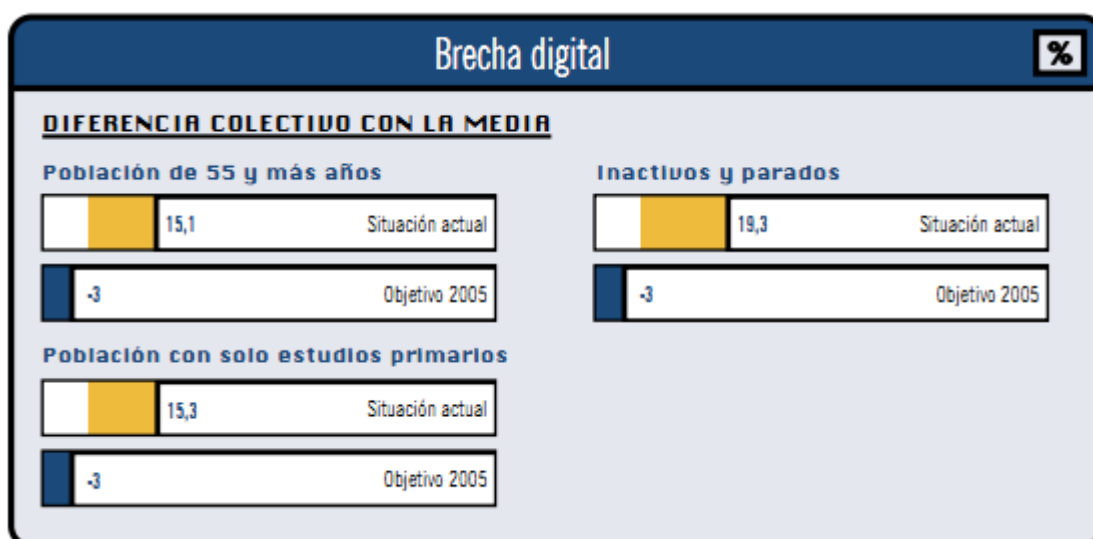 Brecha digital
%
DIFERENCIA COLECTIVO CON LA MEDIA
Población de 55 y más años
15,1 Situación actual
-3 Objetivo 2005
Inactivos y parados
19,3 Situación actual
-3 Objetivo 2005
Población con solo estudios primarios
15,3 Situación actual
-3 Objetivo 2005